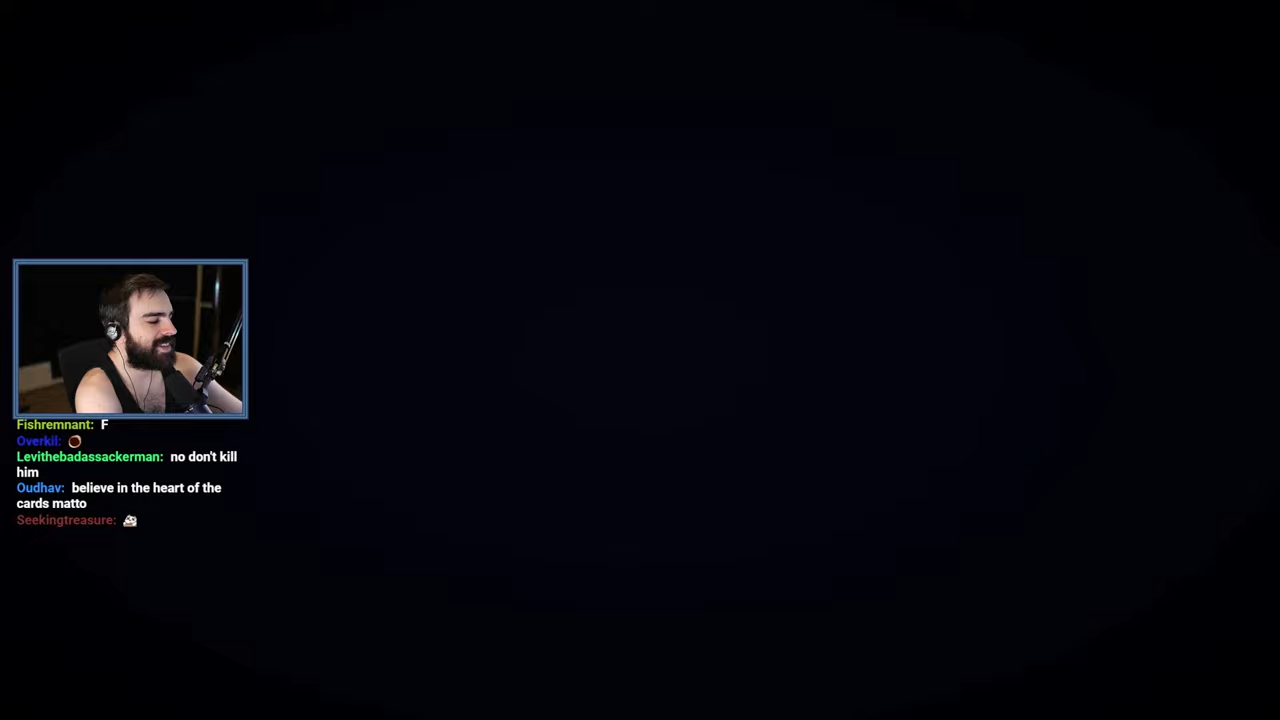 Fishremnant: F
Overkil:
Levithebadassackerman: no don't kill
him
Oudhav: believe in the heart of the
cards matto
Seekingtreasure: